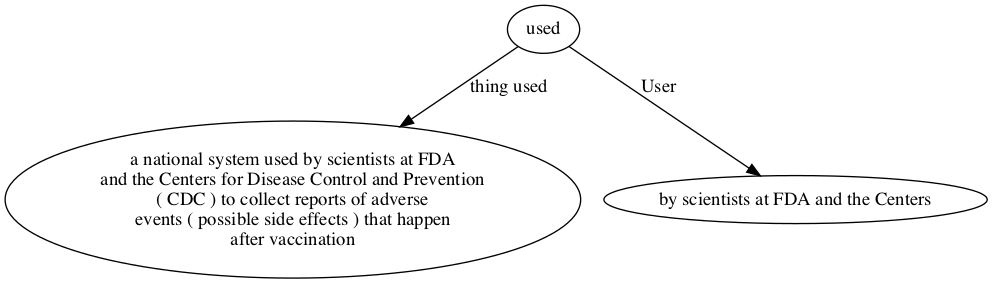 used
thing used
User
a national system used by scientists at FDA
and the Centers for Disease Control and Prevention
( CDC ) to collect reports of adverse
events ( possible side effects ) that happen
after vaccination
by scientists at FDA and the Centers